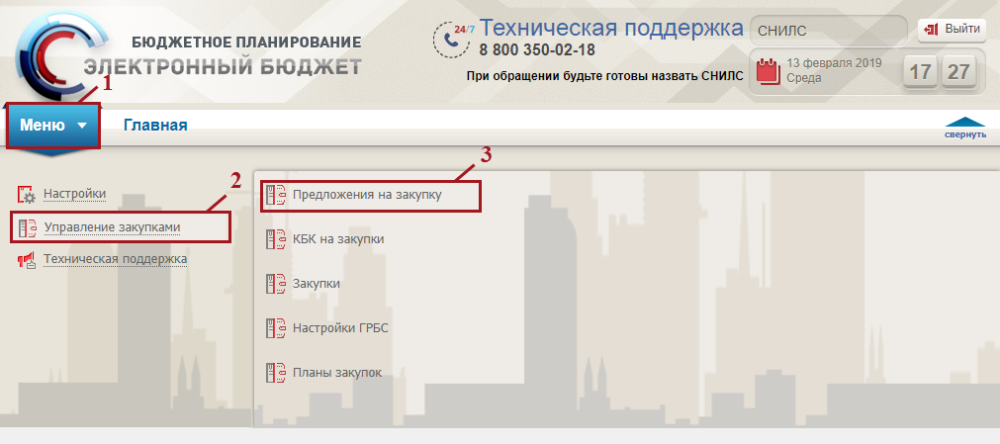 БЮДЖЕТНОЕ ПЛАНИРОВАНИЕ
ЭЛЕКТРОННЫЙ БЮДЖЕТ
24/7
Техническая поддержка
8 800 350-02-18
При обращении будьте готовы назвать СНИЛС
СНИЛС
Выйти
13 февраля 2019
Среда
17 27
1
Меню
Главная
свернуть
2
3
Настройки
Управление закупками
Техническая поддержка
Предложения на закупку
КБК на закупки
Закупки
Настройки ГРБС
Планы закупок